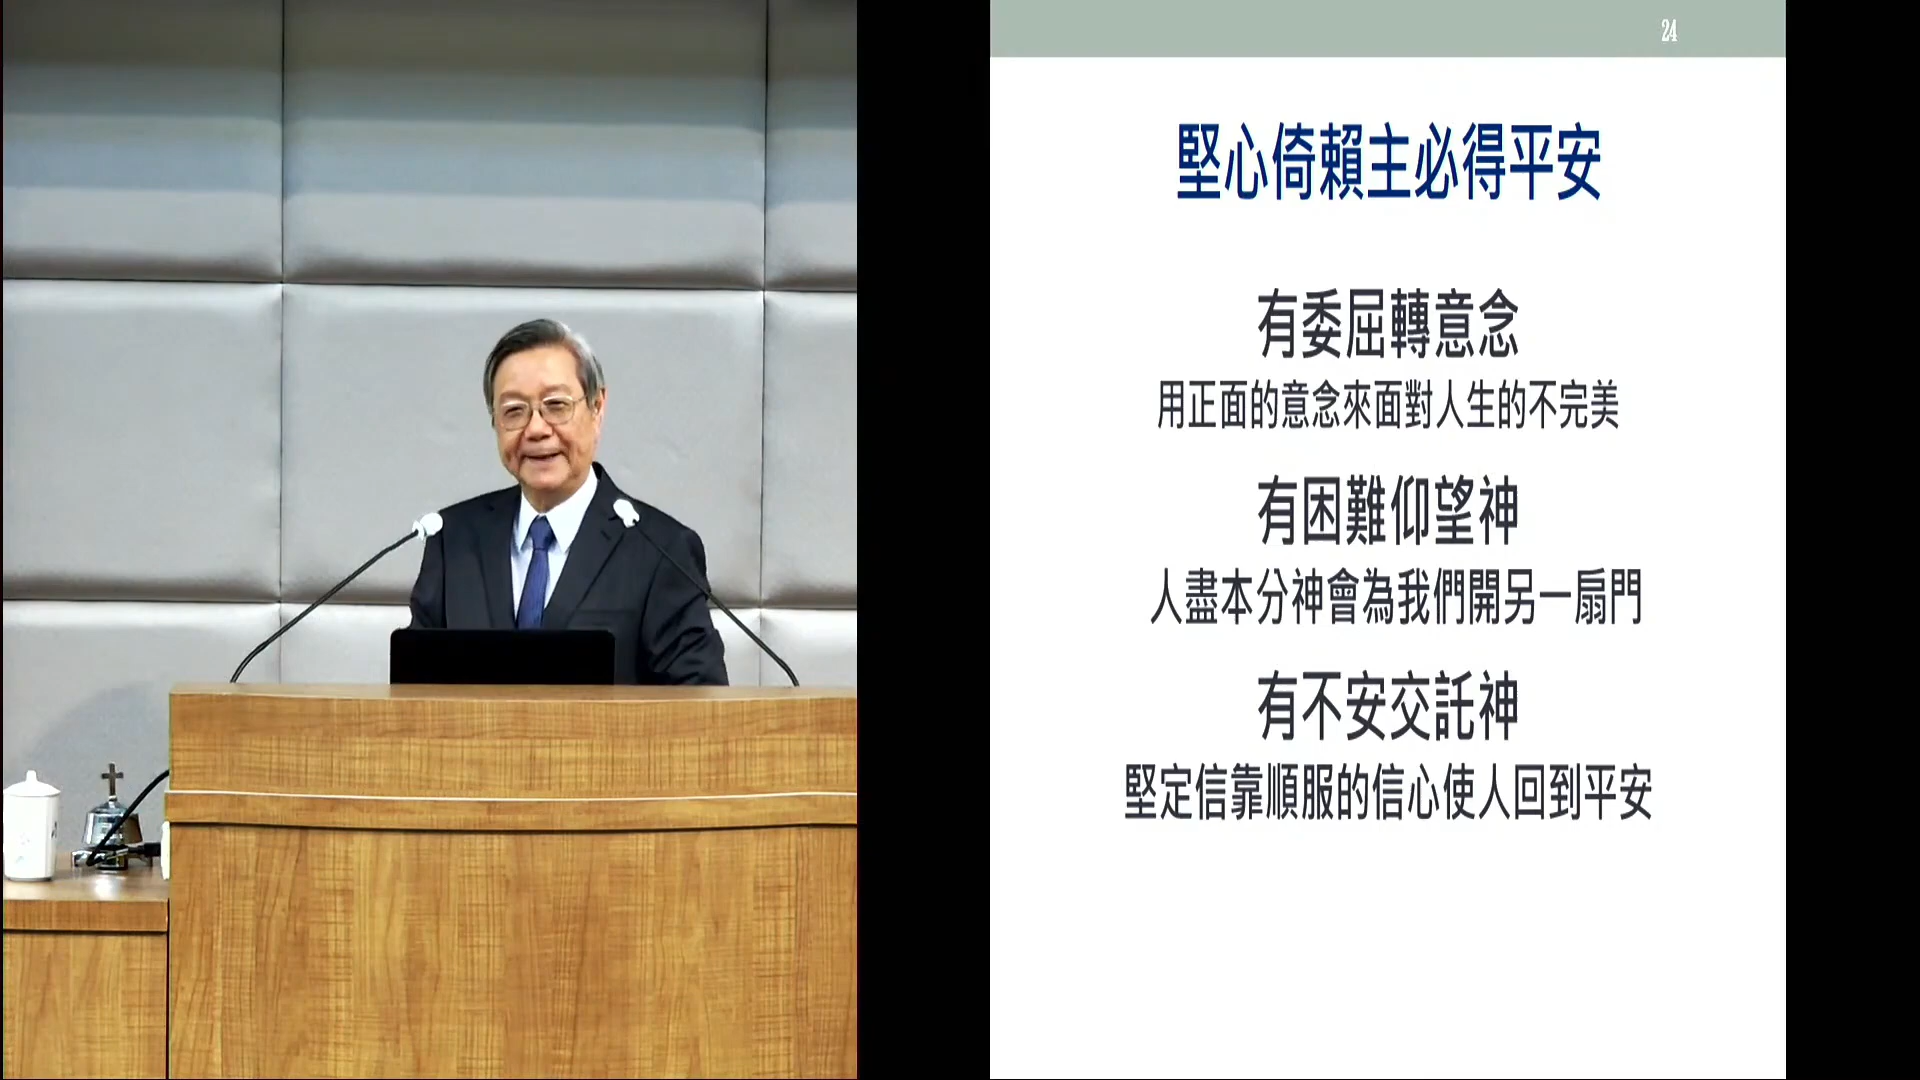 24
堅心倚賴主必得平安
有委屈轉意念
用正面的意念來面對人生的不完美
有困難仰望神
人盡本分神會為我們開另一扇門
有不安交託神
堅定信靠順服的信心使人回到平安